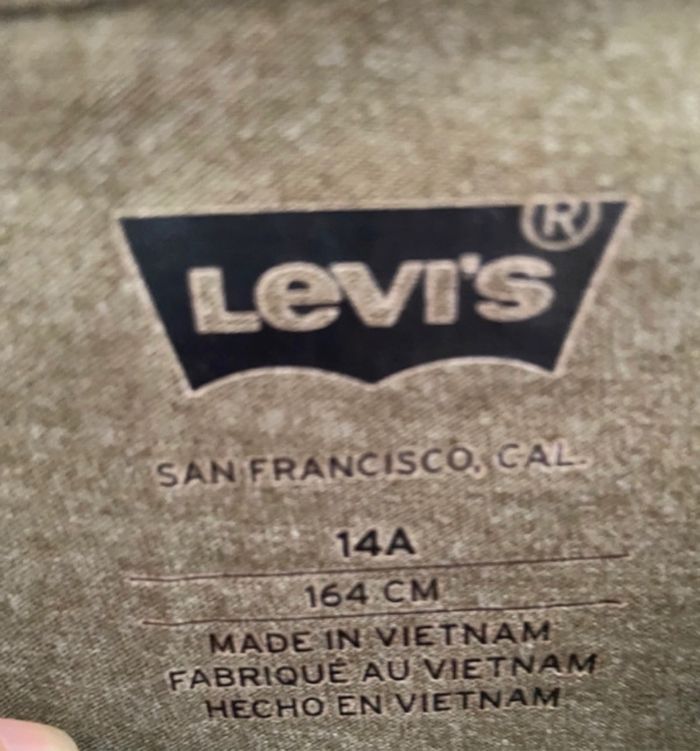 LEVI'S®
SAN FRANCISCO, CAL.
14A
164 CM
MADE IN VIETNAM
FABRIQUÉ AU VIETNAM
HECHO EN VIETNAM